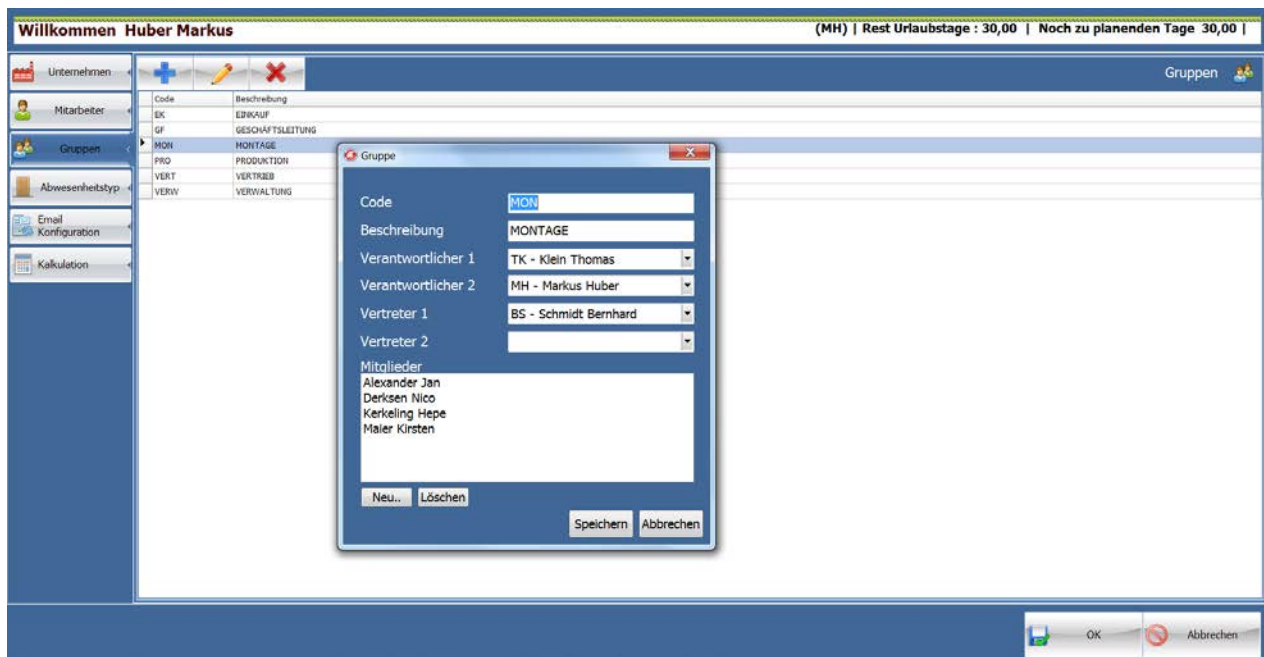 Willkommen Huber Markus
(MH) | Rest Urlaubstage : 30,00 | Noch zu planenden Tage 30,00 |
Unternehmen
Mitarbeiter
Gruppen
Abwesenheitstyp
Email
Konfiguration
Kalkulation
Gruppen
Code Beschreibung
EK EINKAUF
GF GESCHÄFTSLEITUNG
MON MONTAGE
PRO PRODUKTION
VERT VERTRIEB
VERW VERWALTUNG
Gruppe
Code MON
Beschreibung MONTAGE
Verantwortlicher 1 TK - Klein Thomas
Verantwortlicher 2 MH - Markus Huber
Vertreter 1 BS - Schmidt Bernhard
Vertreter 2
Mitglieder
Alexander Jan
Derksen Nico
Kerkeling Hepe
Maier Kirsten
Neu.. Löschen
Speichern Abbrechen
OK Abbrechen